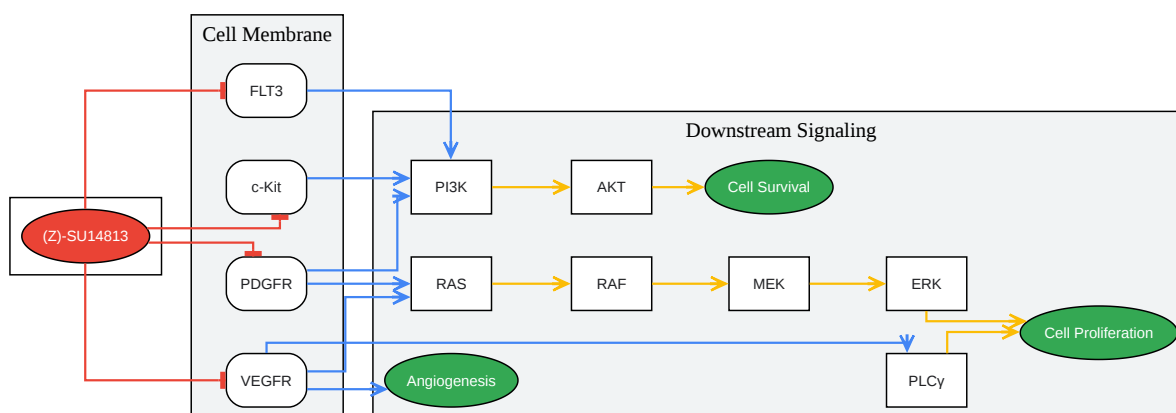 Cell Membrane
FLT3
Downstream Signaling
c-Kit
PI3K
AKT
Cell Survival
(Z)-SU14813
PDGFR
RAS
RAF
MEK
ERK
Cell Proliferation
VEGFR
Angiogenesis
PLCγ